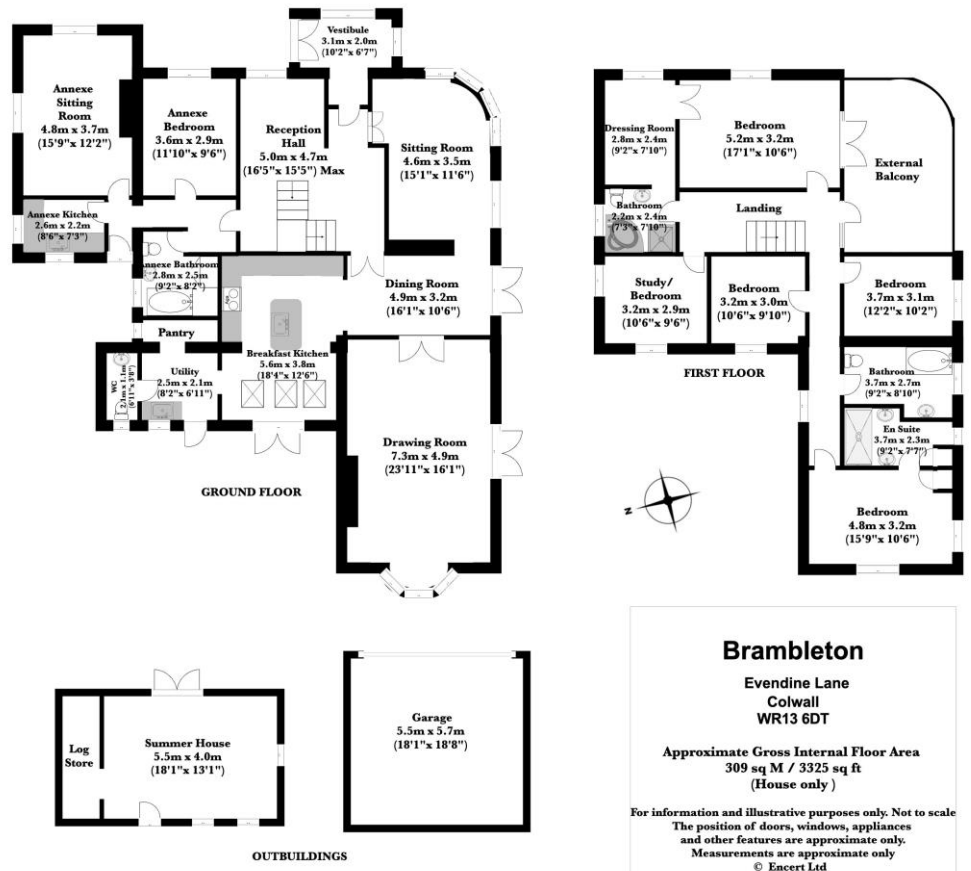 Vestibule
3.1m x 2.0m
(10'2" x 6'7")
Annexe
Sitting
Room
4.8m x 3.7m
(15'9" x 12'2")
Annexe
Bedroom
3.6m x 2.9m
(11'10" x 9'6")
Reception
Hall
5.0m x 4.7m
(16'5" x 15'5") Max
Sitting Room
4.6m x 3.5m
(15'1" x 11'6")
Annexe Kitchen
2.6m x 2.2m
(8'6" x 7'3")
Annexe Bathroom
2.8m x 2.5m
(9'2" x 8'2")
Dining Room
4.9m x 3.2m
(16'1" x 10'6")
Pantry
Breakfast Kitchen
5.6m x 3.8m
(18'4" x 12'6")
Utility
2.5m x 2.1m
(8'2" x 6'11")
WC
2.1m x 1.1m
(6'11" x 3'8")
Drawing Room
7.3m x 4.9m
(23'11" x 16'1")
GROUND FLOOR
Dressing Room
2.8m x 2.4m
(9'2" x 7'10")
Bedroom
5.2m x 3.2m
(17'1" x 10'6")
External
Balcony
Bathroom
2.2m x 2.4m
(7'3" x 7'10")
Landing
Study/
Bedroom
3.2m x 2.9m
(10'6" x 9'6")
Bedroom
3.2m x 3.0m
(10'6" x 9'10")
Bedroom
3.7m x 3.1m
(12'2" x 10'2")
FIRST FLOOR
Bathroom
3.7m x 2.7m
(9'2" x 8'10")
En Suite
3.7m x 2.3m
(9'2" x 7'7")
Bedroom
4.8m x 3.2m
(15'9" x 10'6")
N
Log
Store
Summer House
5.5m x 4.0m
(18'1" x 13'1")
Garage
5.5m x 5.7m
(18'1" x 18'8")
OUTBUILDINGS
Brambleton
Evendine Lane
Colwall
WR13 6DT
Approximate Gross Internal Floor Area
309 sq M / 3325 sq ft
(House only )
For information and illustrative purposes only. Not to scale
The position of doors, windows, appliances
and other features are approximate only.
Measurements are approximate only
© Encert Ltd